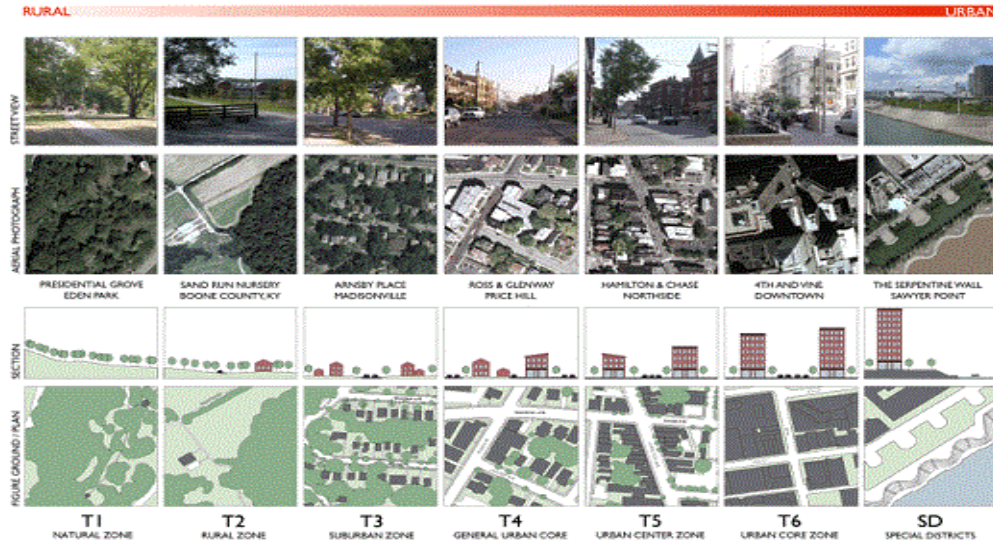 RURAL
URBAN
STREET VIEW
AERIAL PHOTOGRAPH
PRESIDENTIAL GROVE
EDEN PARK
SAND RUN NURSERY
BOONE COUNTY, KY
ARNSBY PLACE
MADISONVILLE
ROSS & GLENWAY
PRICE HILL
HAMILTON & CHASE
NORTHSIDE
4TH AND VINE
DOWNTOWN
THE SERPENTINE WALL
SAWYER POINT
SECTION
FIGURE GROUND / PLAN
T1
NATURAL ZONE
T2
RURAL ZONE
T3
SUBURBAN ZONE
T4
GENERAL URBAN CORE
T5
URBAN CENTER ZONE
T6
URBAN CORE ZONE
SD
SPECIAL DISTRICTS